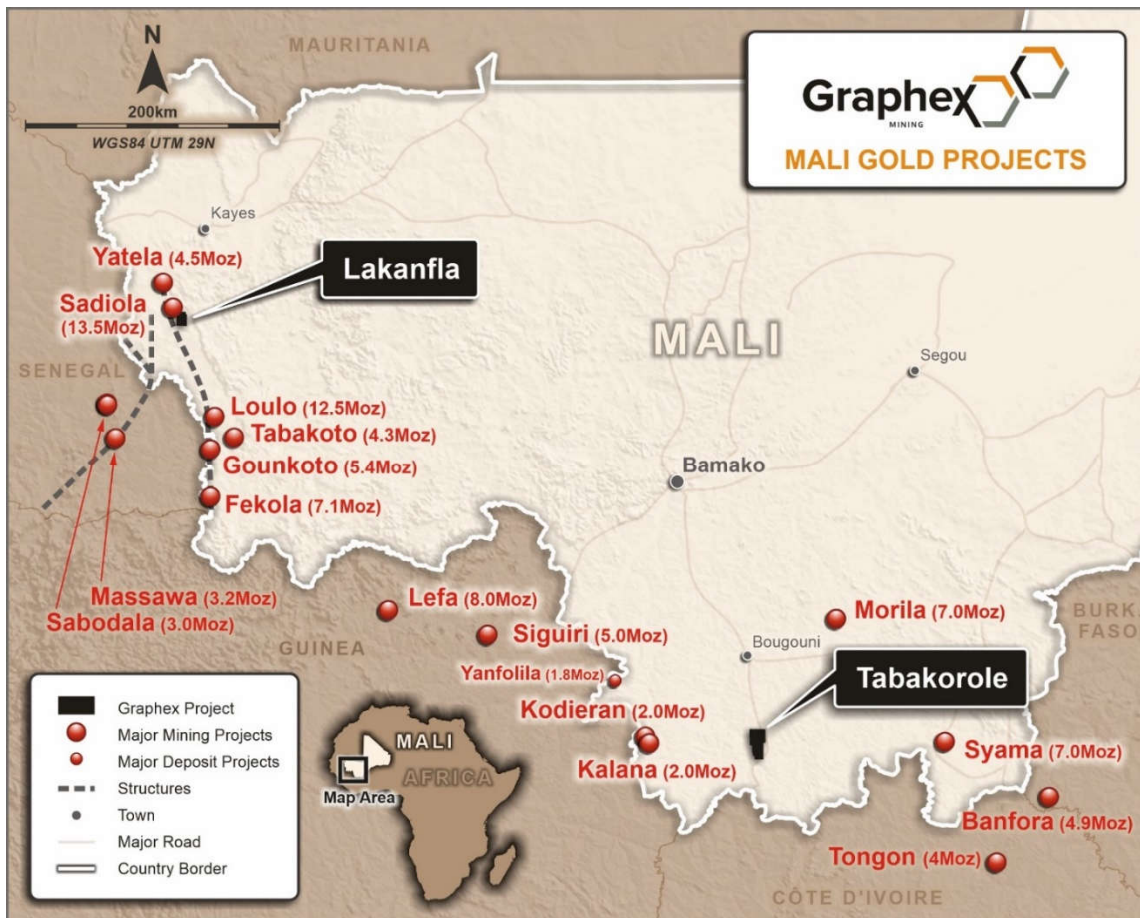 MAURITANIA
N
200km
WGS84 UTM 29N
Graphex
MINING
MALI GOLD PROJECTS
Kayes
Yatela (4.5Moz)
Lakanfla
Sadiola
(13.5Moz)
MALI
SENEGAL
Segou
Loulo (12.5Moz)
Tabakoto (4.3Moz)
Gounkoto (5.4Moz)
Bamako
Fekola (7.1Moz)
Massawa (3.2Moz)
Sabodala (3.0Moz)
Lefa (8.0Moz)
Morila (7.0Moz)
BURK
FASO
Siguiri (5.0Moz)
GUINEA
Bougouni
Yanfolila (1.8Moz)
Tabakorole
Kodieran (2.0Moz)
Kalana (2.0Moz)
Syama (7.0Moz)
Banfora (4.9Moz)
Tongon (4Moz)
CÔTE D'IVOIRE
Graphex Project
Major Mining Projects
Major Deposit Projects
Structures
Town
Major Road
Country Border
MALI
AFRICA
Map Area